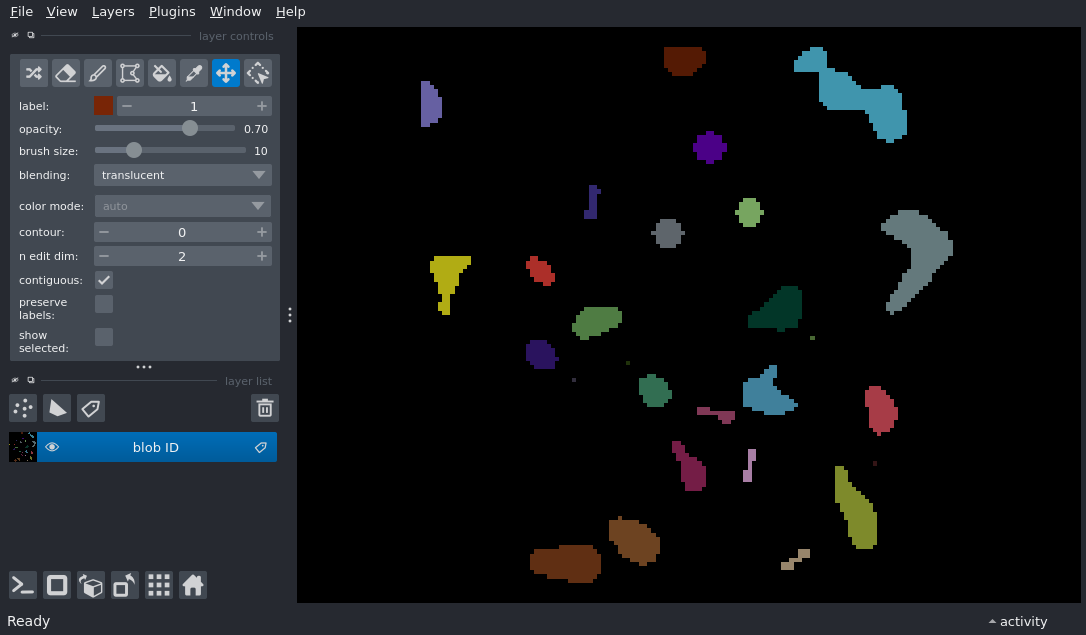 File View Layers Plugins Window Help
layer controls
label: 1
opacity: 0.70
brush size: 10
blending: translucent
color mode: auto
contour: 0
n edit dim: 2
contiguous:
preserve
labels:
show
selected:
layer list
blob ID
Ready
activity